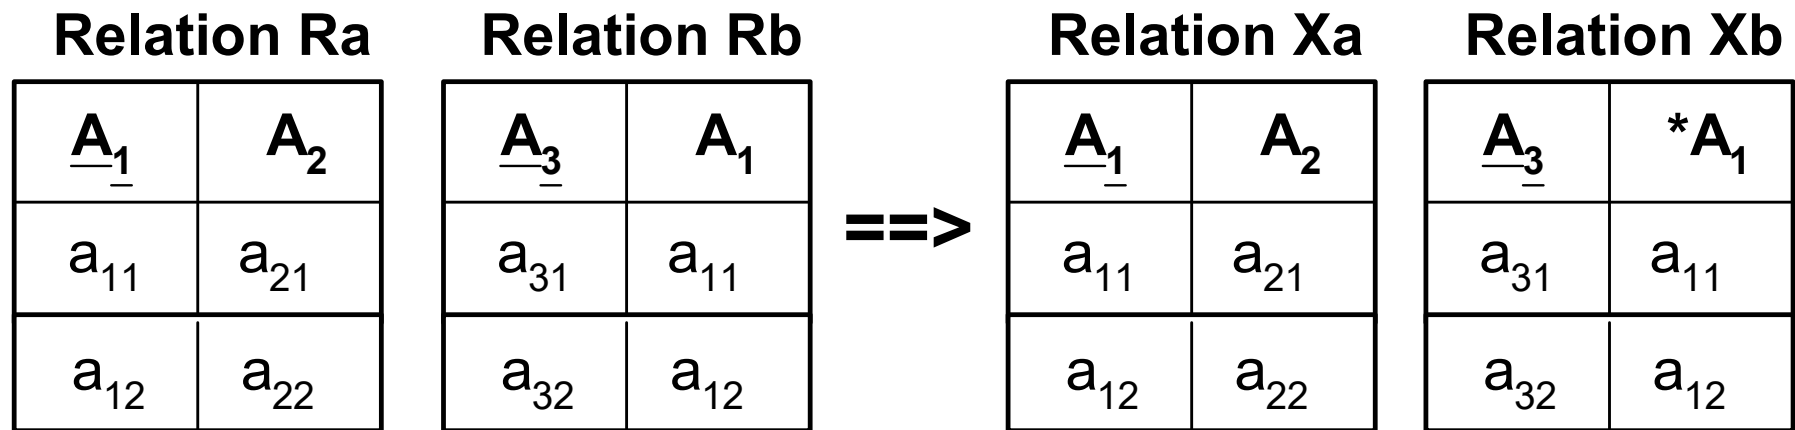 Relation Ra Relation Rb Relation Xa Relation Xb
A₁ A₂ A₃ A₁ A₁ A₂ A₃ *A₁
a₁₁ a₂₁ a₃₁ a₁₁ ==> a₁₁ a₂₁ a₃₁ a₁₁
a₁₂ a₂₂ a₃₂ a₁₂ a₁₂ a₂₂ a₃₂ a₁₂